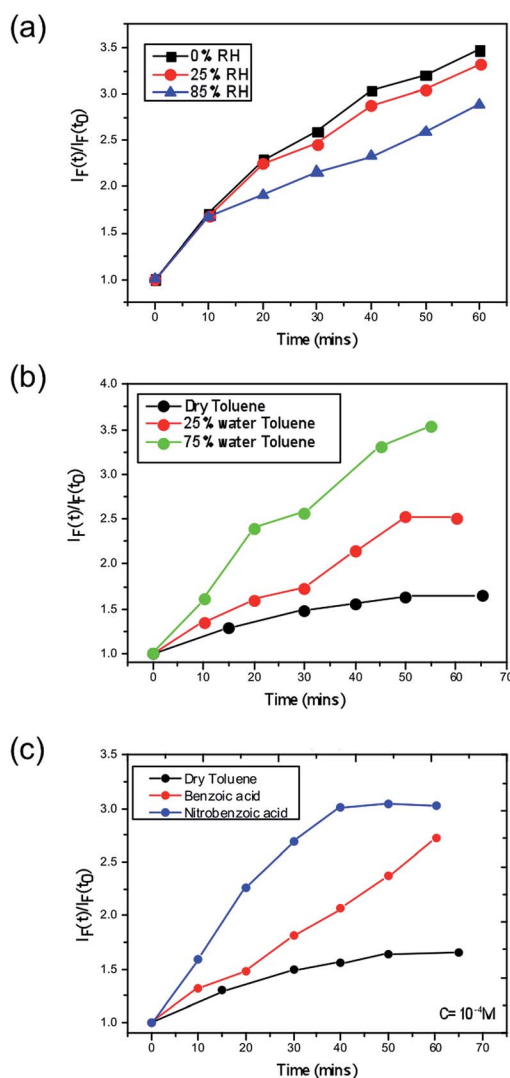 (a)
0% RH
25% RH
85% RH
I_F(t)/I_F(t_0)
3.5
3.0
2.5
2.0
1.5
1.0
0 10 20 30 40 50 60
Time (mins)
(b)
Dry Toluene
25% water Toluene
75% water Toluene
I_F(t)/I_F(t_0)
4.0
3.5
3.0
2.5
2.0
1.5
1.0
0 10 20 30 40 50 60 70
Time (mins)
(c)
Dry Toluene
Benzoic acid
Nitrobenzoic acid
I_F(t)/I_F(t_0)
3.5
3.0
2.5
2.0
1.5
1.0
C= 10⁻⁴M
0 10 20 30 40 50 60 70
Time (mins)